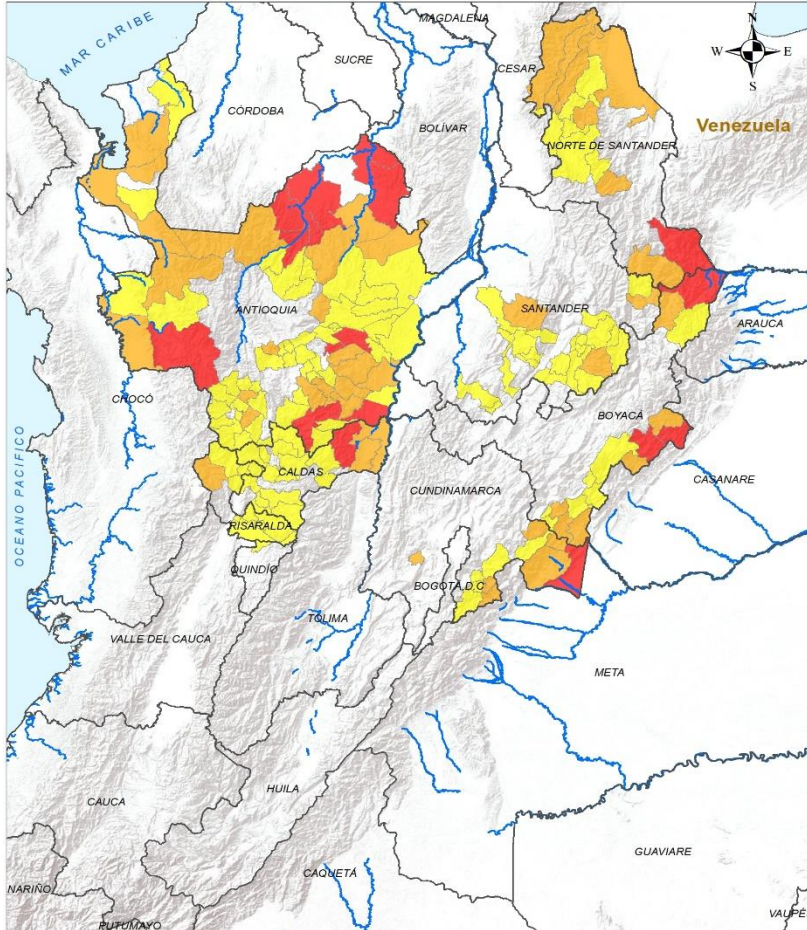 MAGDALENA
N
W E
S
MAR CARIBE
SUCRE
CESAR
CÓRDOBA
BOLÍVAR
Venezuela
NORTE DE SANTANDER
ANTIOQUIA
SANTANDER
ARAUCA
CHOCÓ
BOYACÁ
OCEANO PACIFICO
CALDAS
CUNDINAMARCA
CASANARE
RISARALDA
QUINDÍO
BOGOTÁ, D.C
TOLIMA
VALLE DEL CAUCA
META
HUILA
CAUCA
GUAVIARE
CAQUETÁ
NARIÑO
PUTUMAYO
VAUPÉ